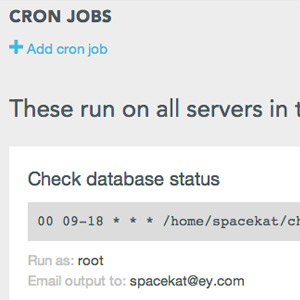 CRON JOBS
+ Add cron job
These run on all servers in
Check database status
00 09-18 * * * /home/spacekat/
Run as: root
Email output to: spacekat@ey.com